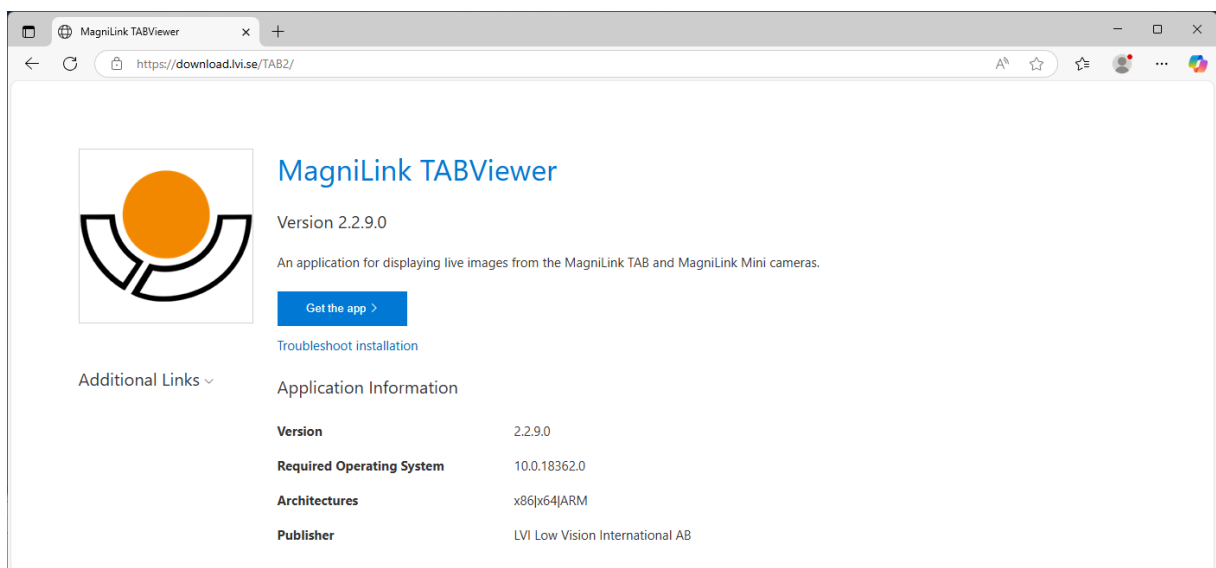 MagniLink TABViewer
https://download.lvi.se/TAB2/
MagniLink TABViewer
Version 2.2.9.0
An application for displaying live images from the MagniLink TAB and MagniLink Mini cameras.
Get the app >
Troubleshoot installation
Additional Links
Application Information
Version 2.2.9.0
Required Operating System 10.0.18362.0
Architectures x86|x64|ARM
Publisher LVI Low Vision International AB